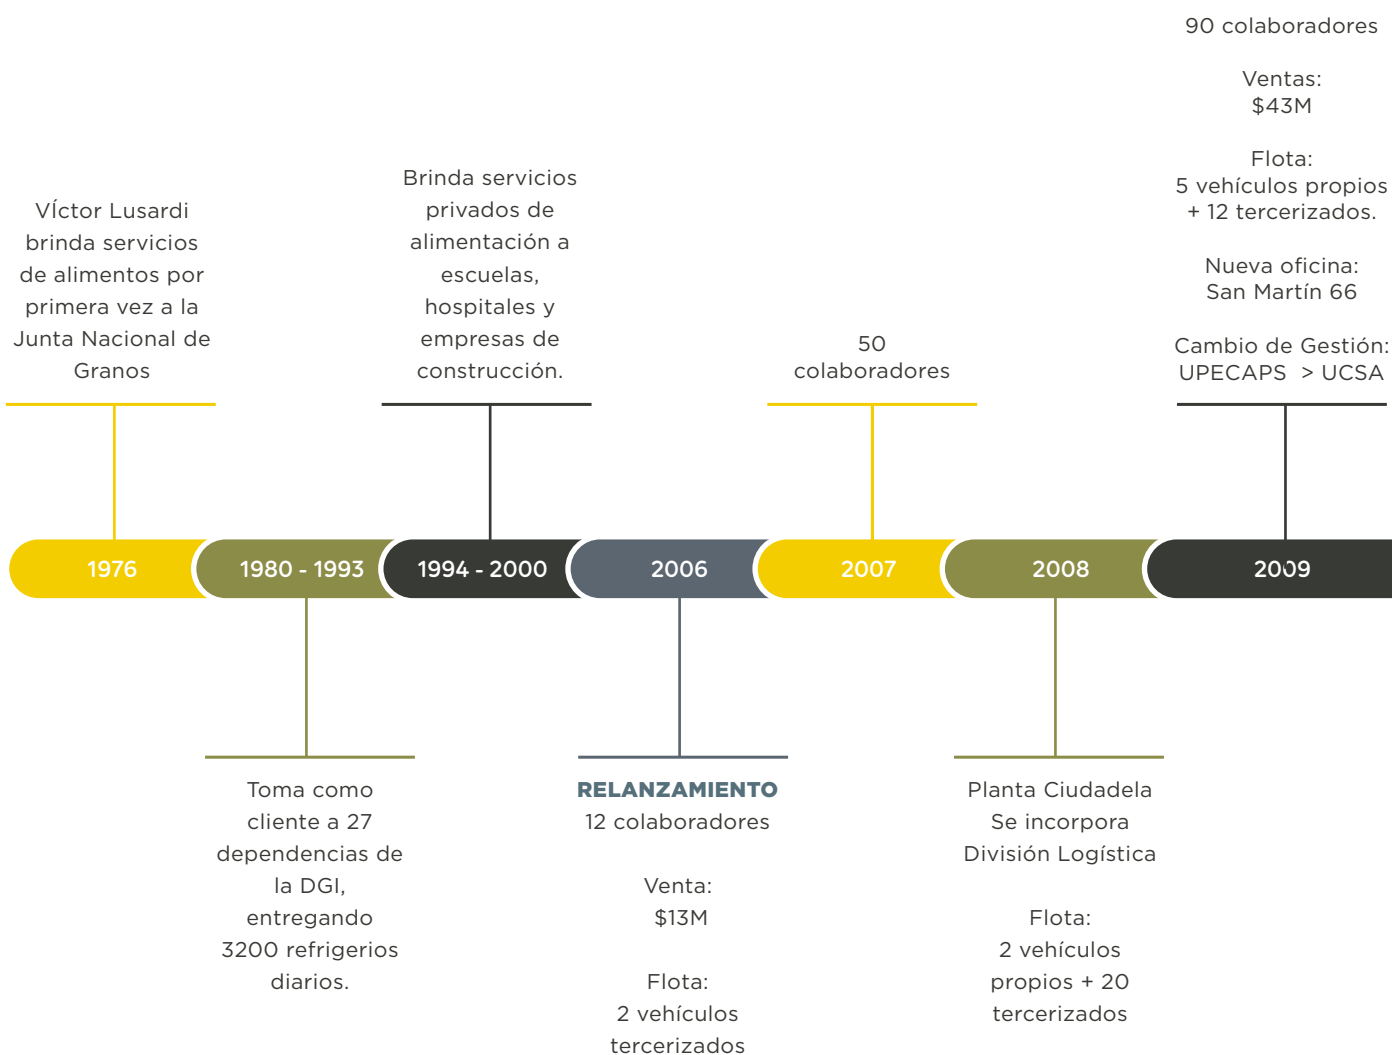 90 colaboradores
Ventas:
$43M
Flota:
5 vehículos propios
+ 12 tercerizados.
Nueva oficina:
San Martín 66
Cambio de Gestión:
UPECAPS > UCSA
Brinda servicios
privados de
alimentación a
escuelas,
hospitales y
empresas de
construcción.
VÍctor Lusardi
brinda servicios
de alimentos por
primera vez a la
Junta Nacional de
Granos
50
colaboradores
1976
1980 - 1993
1994 - 2000
2006
2007
2008
2009
Toma como
cliente a 27
dependencias de
la DGI,
entregando
3200 refrigerios
diarios.
RELANZAMIENTO
12 colaboradores
Venta:
$13M
Flota:
2 vehículos
tercerizados
Planta Ciudadela
Se incorpora
División Logística
Flota:
2 vehículos
propios + 20
tercerizados